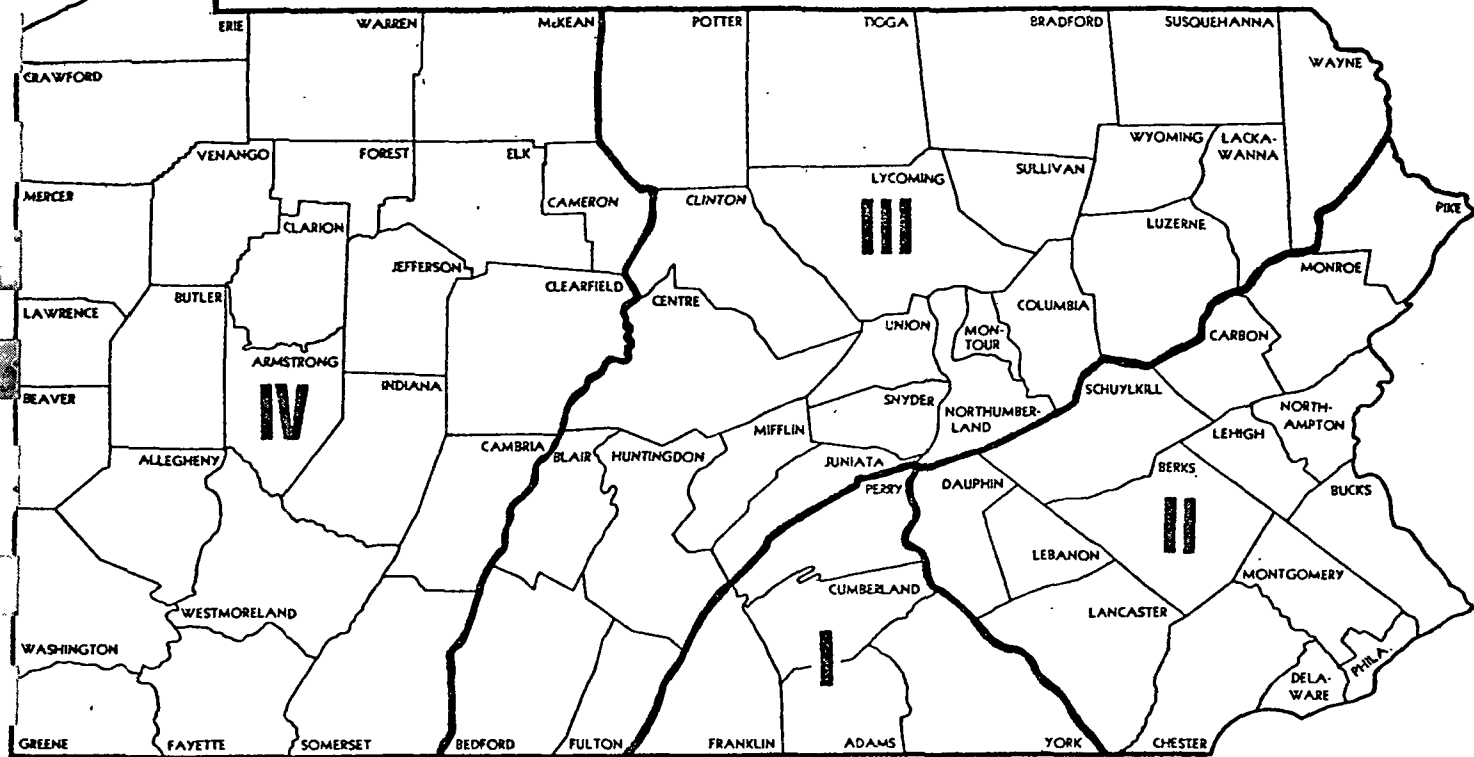 ERIE
WARREN
McKEAN
POTTER
TIOGA
BRADFORD
SUSQUEHANNA
WAYNE
CRAWFORD
VENANGO
FOREST
ELK
WYOMING
LACKA-
WANNA
MERCER
CLARION
CAMERON
CLINTON
LYCOMING
SULLIVAN
III
LUZERNE
PIKE
JEFFERSON
CLEARFIELD
CENTRE
MONROE
LAWRENCE
BUTLER
UNION
MON-
TOUR
COLUMBIA
CARBON
ARMSTRONG
IV
BEAVER
INDIANA
SNYDER
NORTHUMBER-
LAND
SCHUYLKILL
NORTH-
AMPTON
LEHIGH
ALLEGHENY
CAMBRIA
BLAIR
HUNTINGDON
MIFFLIN
JUNIATA
PERRY
DAUPHIN
BERKS
BUCKS
II
LEBANON
MONTGOMERY
WESTMORELAND
CUMBERLAND
LANCASTER
WASHINGTON
I
DELA-
WARE
PHILA.
GREENE
FAYETTE
SOMERSET
BEDFORD
FULTON
FRANKLIN
ADAMS
YORK
CHESTER